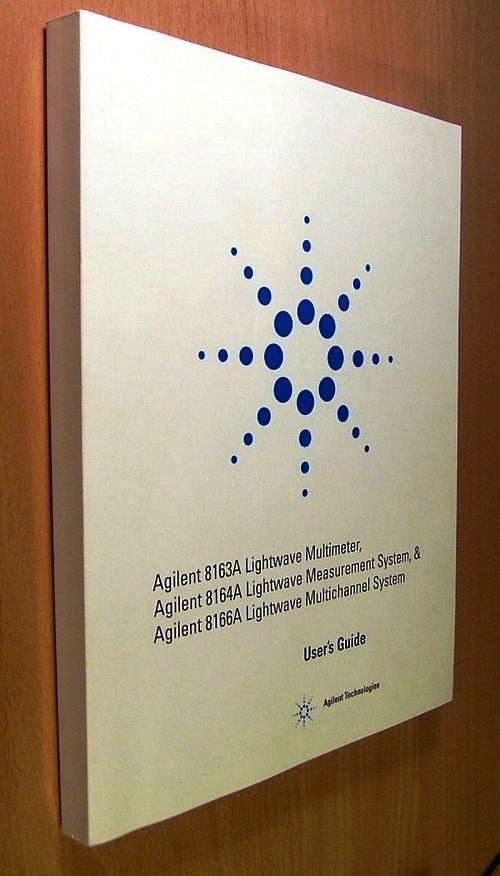 Agilent 8163A Lightwave Multimeter,
Agilent 8164A Lightwave Measurement System, &
Agilent 8166A Lightwave Multichannel System
User's Guide
Agilent Technologies